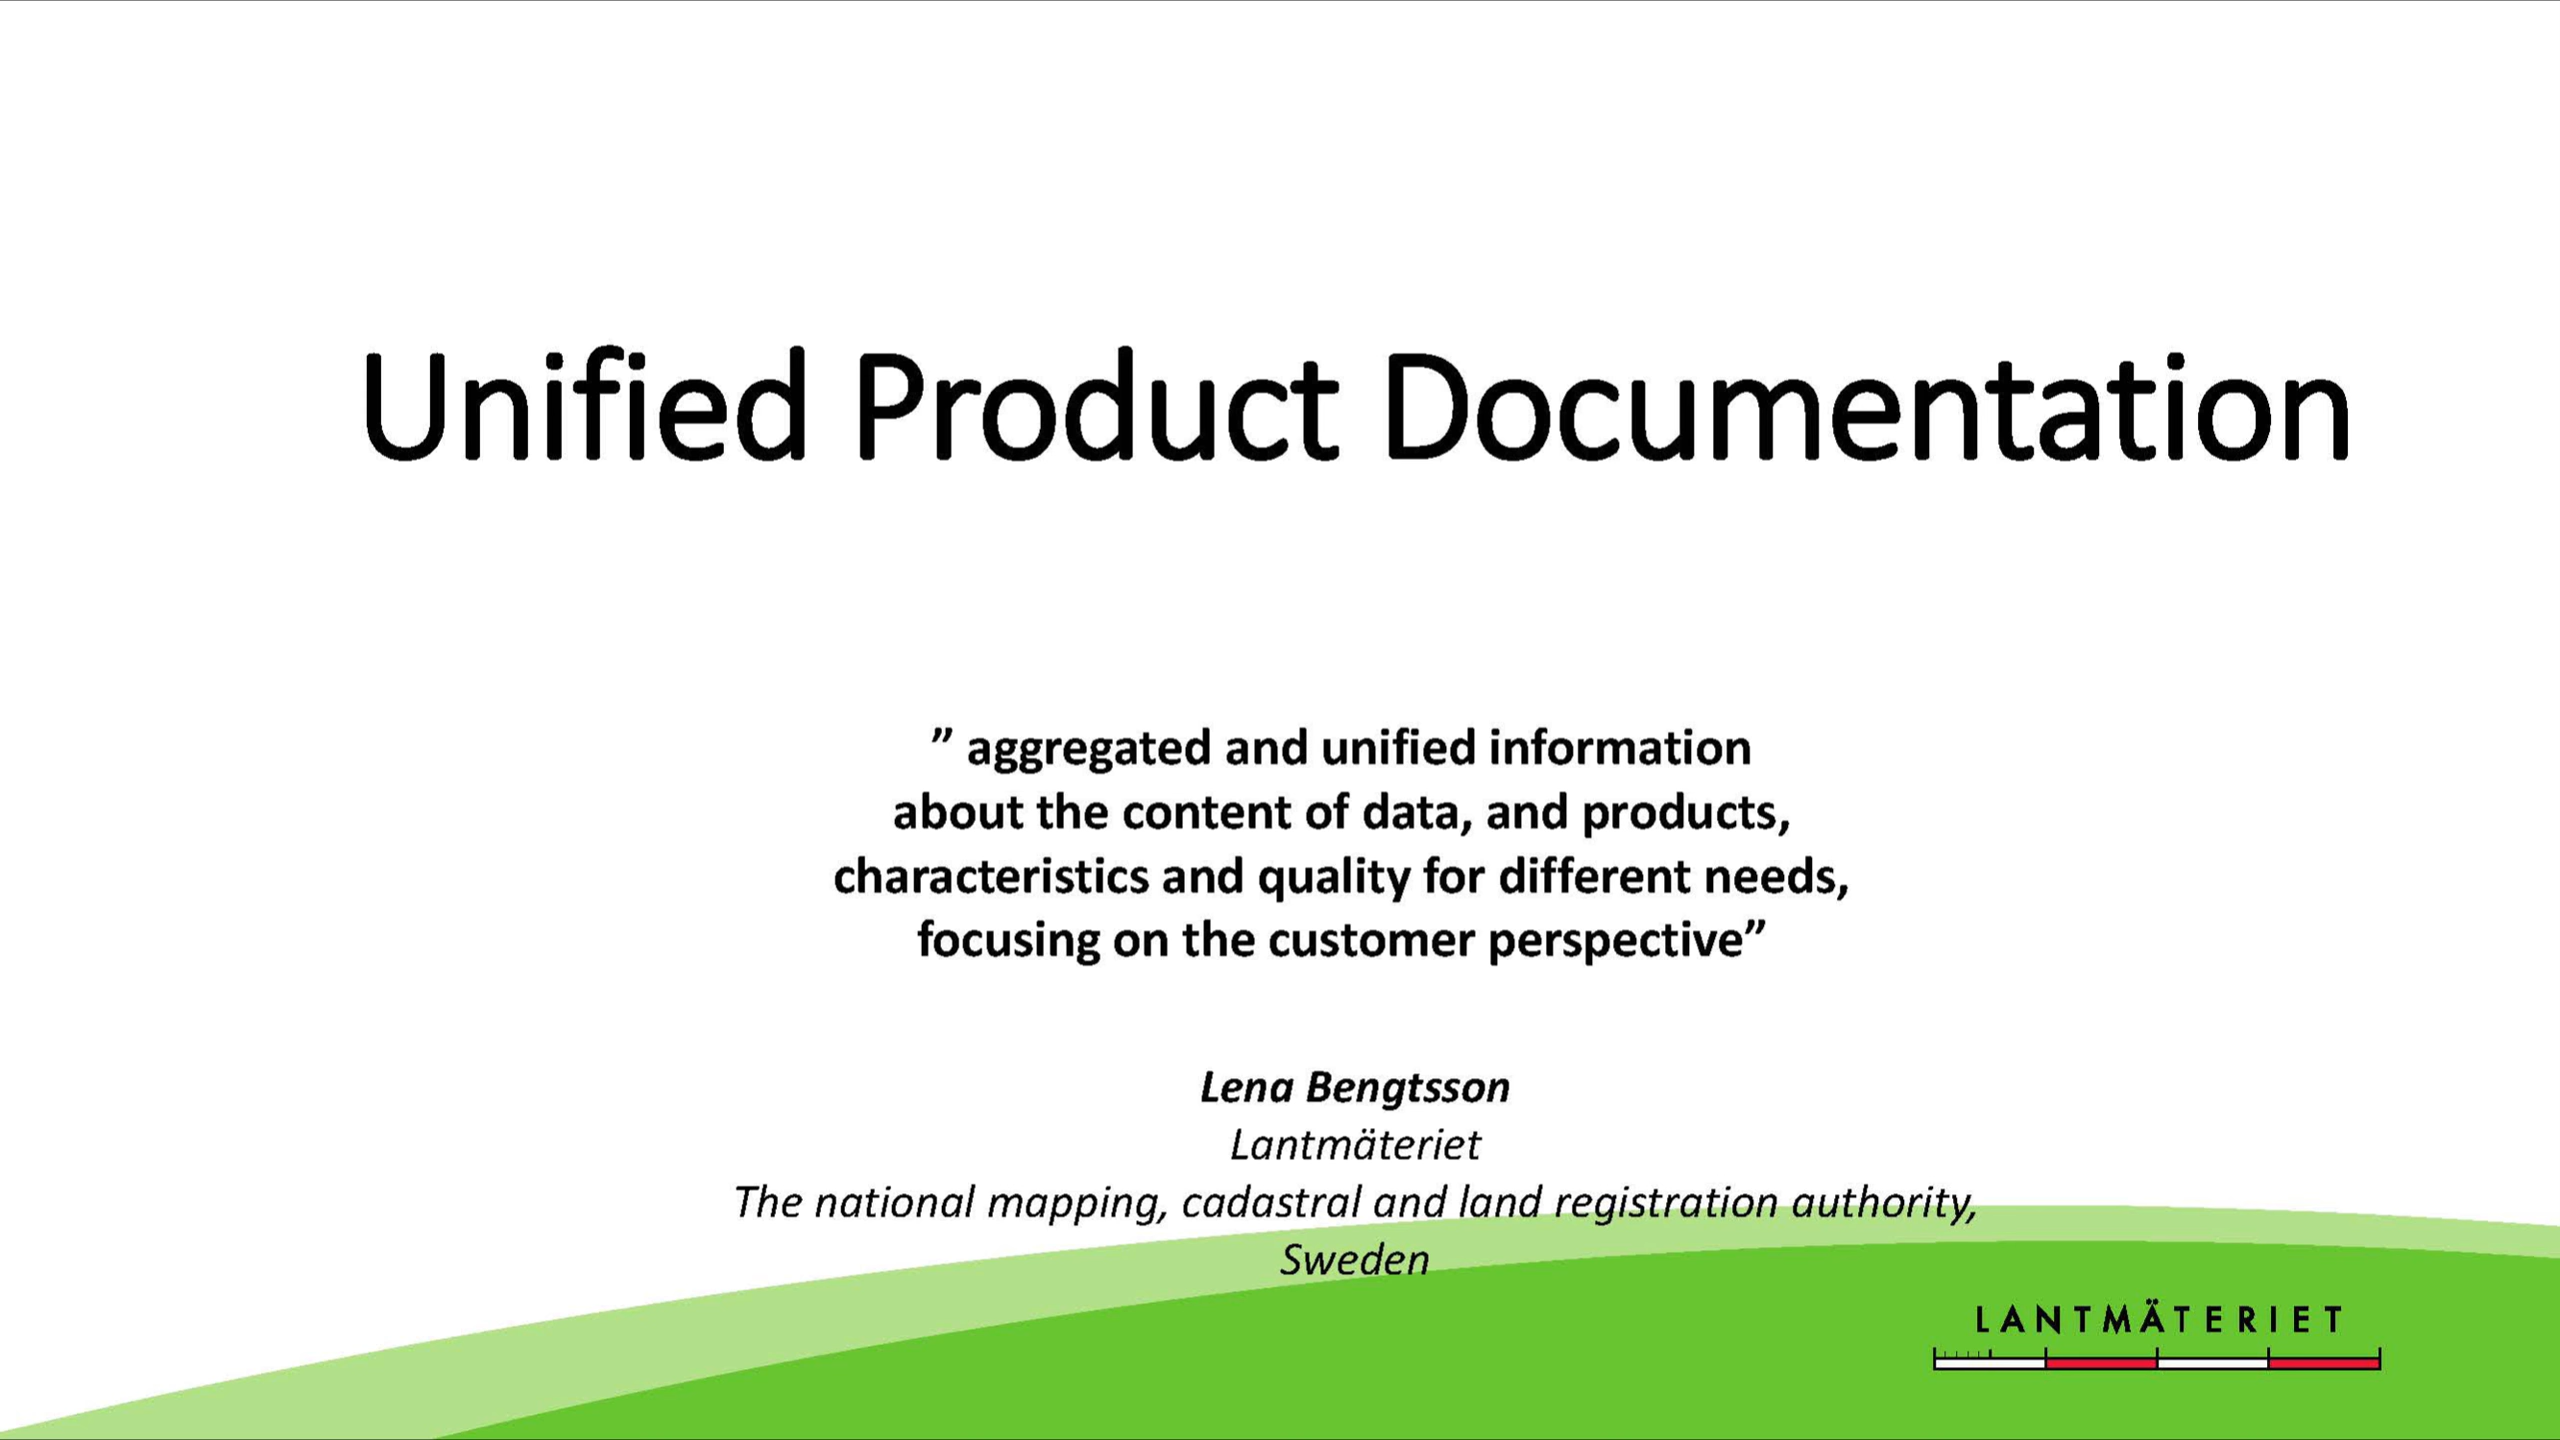 Unified Product Documentation
” aggregated and unified information
about the content of data, and products,
characteristics and quality for different needs,
focusing on the customer perspective”
Lena Bengtsson
Lantmäteriet
The national mapping, cadastral and land registration authority,
Sweden
LANTMÄTERIET